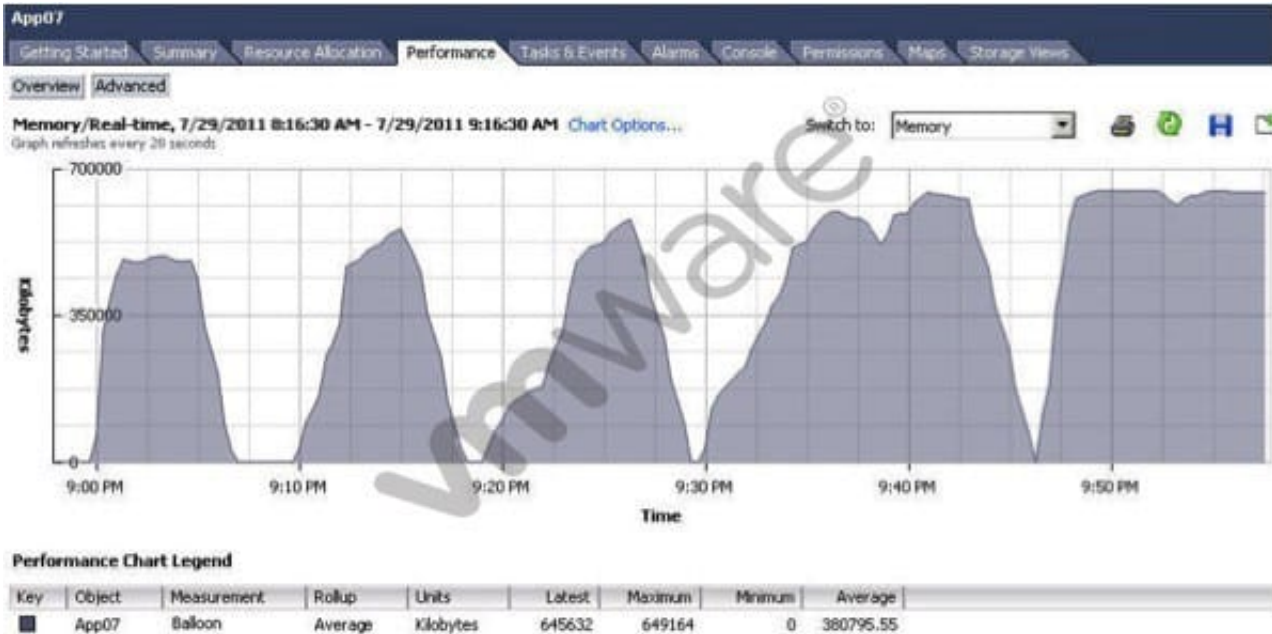 App07
Getting Started Summary Resource Allocation Performance Tasks & Events Alarms Console Permissions Maps Storage Views
Overview Advanced
Memory/Real-time, 7/29/2011 8:16:30 AM - 7/29/2011 9:16:30 AM Chart Options... Switch to: Memory
Graph refreshes every 20 seconds
700000
350000
0
Kilobytes
9:00 PM 9:10 PM 9:20 PM 9:30 PM 9:40 PM 9:50 PM
Time
vmware®
Performance Chart Legend
Key Object Measurement Rollup Units Latest Maximum Minimum Average
App07 Balloon Average Kilobytes 645632 649164 0 380795.55